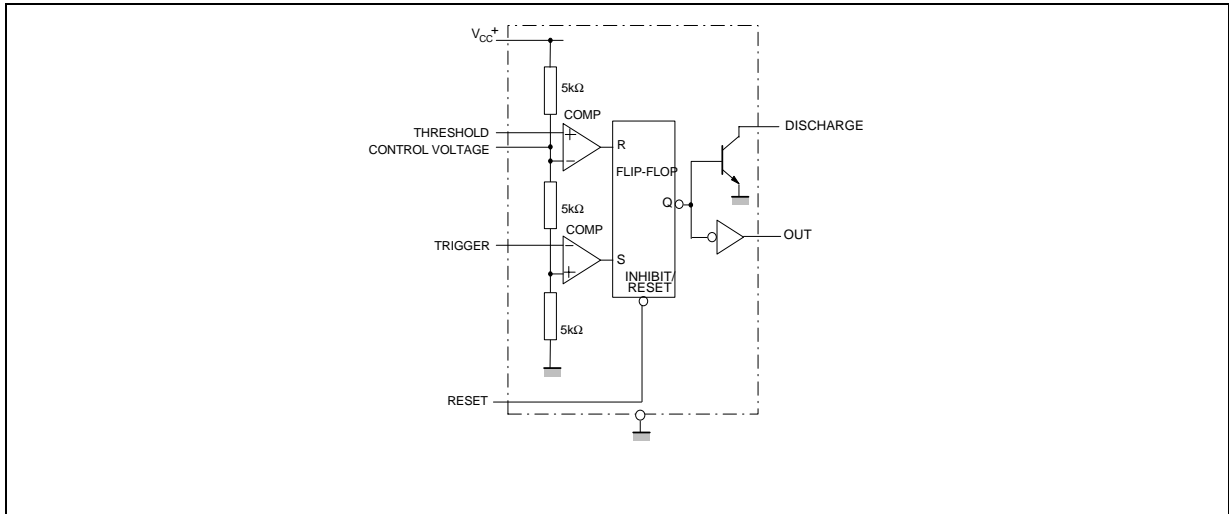 VCC+
5kΩ
COMP
THRESHOLD
DISCHARGE
CONTROL VOLTAGE
R
FLIP-FLOP
Q
5kΩ
COMP
TRIGGER
OUT
S
INHIBIT/
RESET
5kΩ
RESET